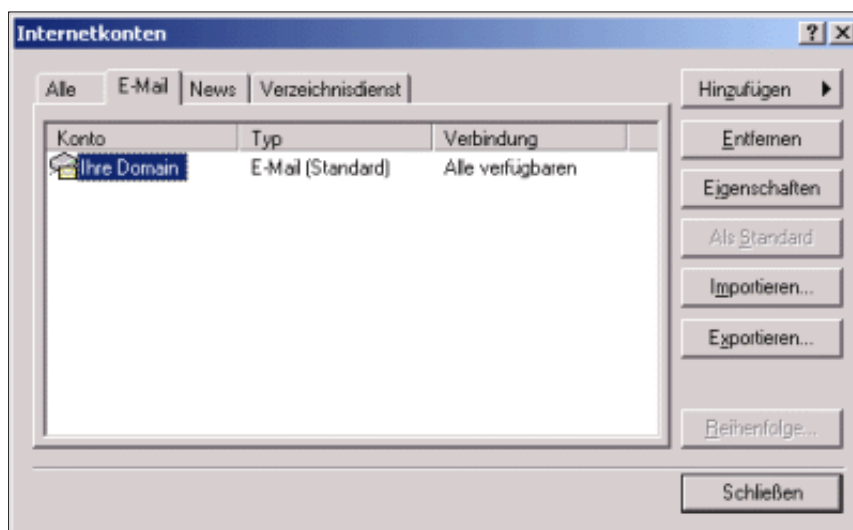 Internetkonten
Alle E-Mail News Verzeichnisdienst
Hinzufügen
Konto Typ Verbindung
Entfernen
Ihre Domain E-Mail (Standard) Alle verfügbaren
Eigenschaften
Als Standard
Importieren...
Exportieren...
Reihenfolge...
Schließen